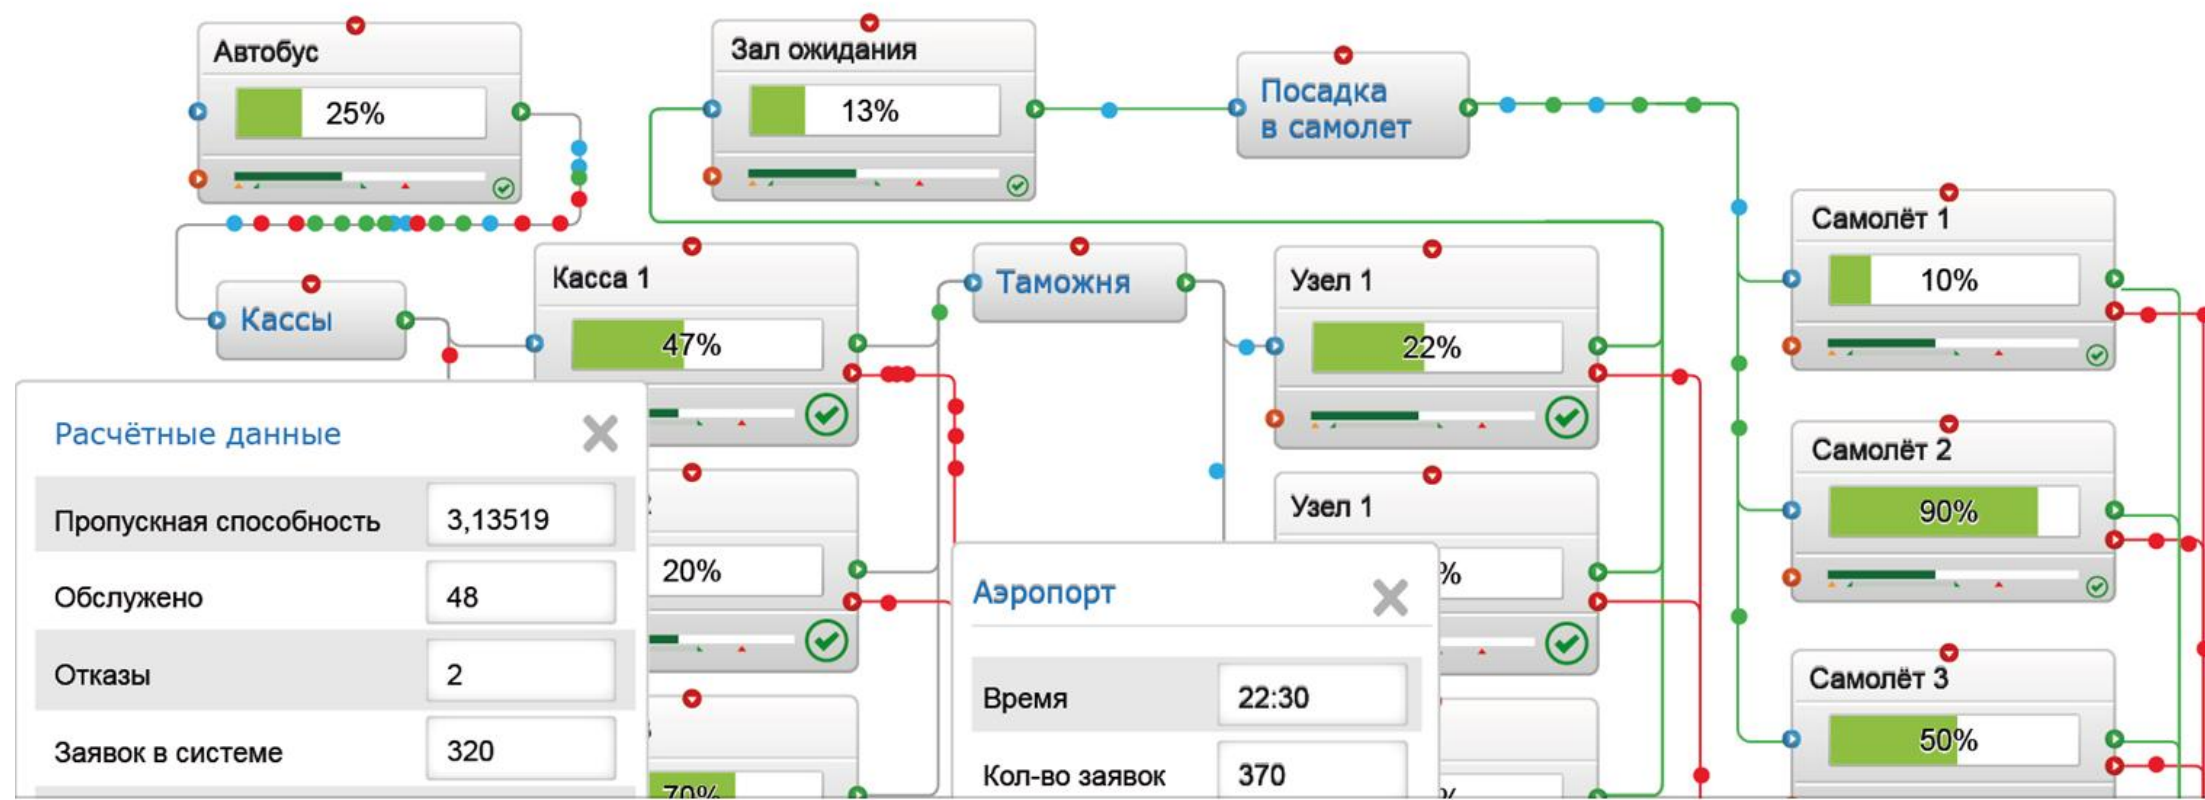 Автобус
25%
Зал ожидания
13%
Посадка
в самолет
Самолёт 1
10%
Кассы
Касса 1
47%
Таможня
Узел 1
22%
Расчётные данные
Пропускная способность
3,13519
Обслужено
48
Отказы
2
Заявок в системе
320
20%
70%
Узел 1
%
Аэропорт
Время
22:30
Кол-во заявок
370
Самолёт 2
90%
Самолёт 3
50%